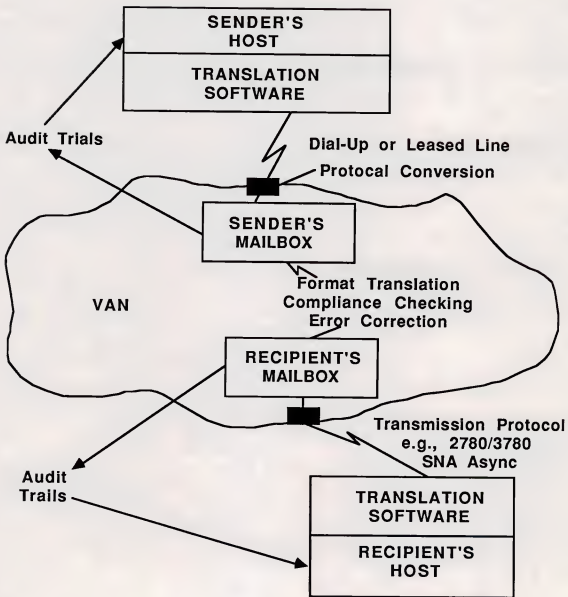 SENDER'S
HOST
TRANSLATION
SOFTWARE
Audit Trials
Dial-Up or Leased Line
Protocal Conversion
SENDER'S
MAILBOX
VAN
Format Translation
Compliance Checking
Error Correction
RECIPIENT'S
MAILBOX
Transmission Protocol
e.g., 2780/3780
SNA Async
Audit
Trails
TRANSLATION
SOFTWARE
RECIPIENT'S
HOST